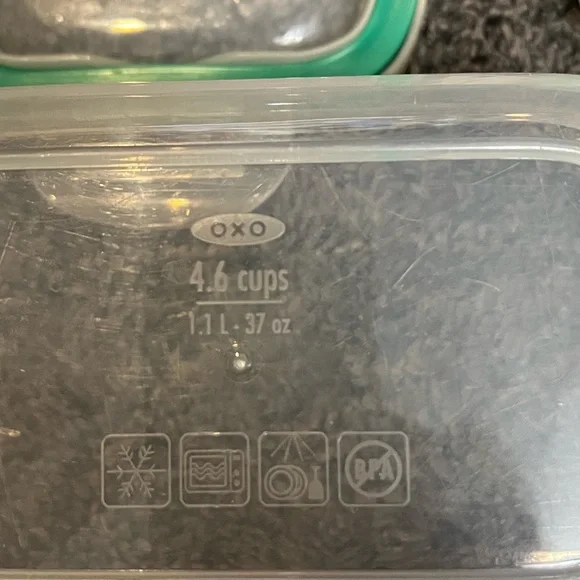 OXO
4.6 cups
1.1 L - 37 oz
BPA